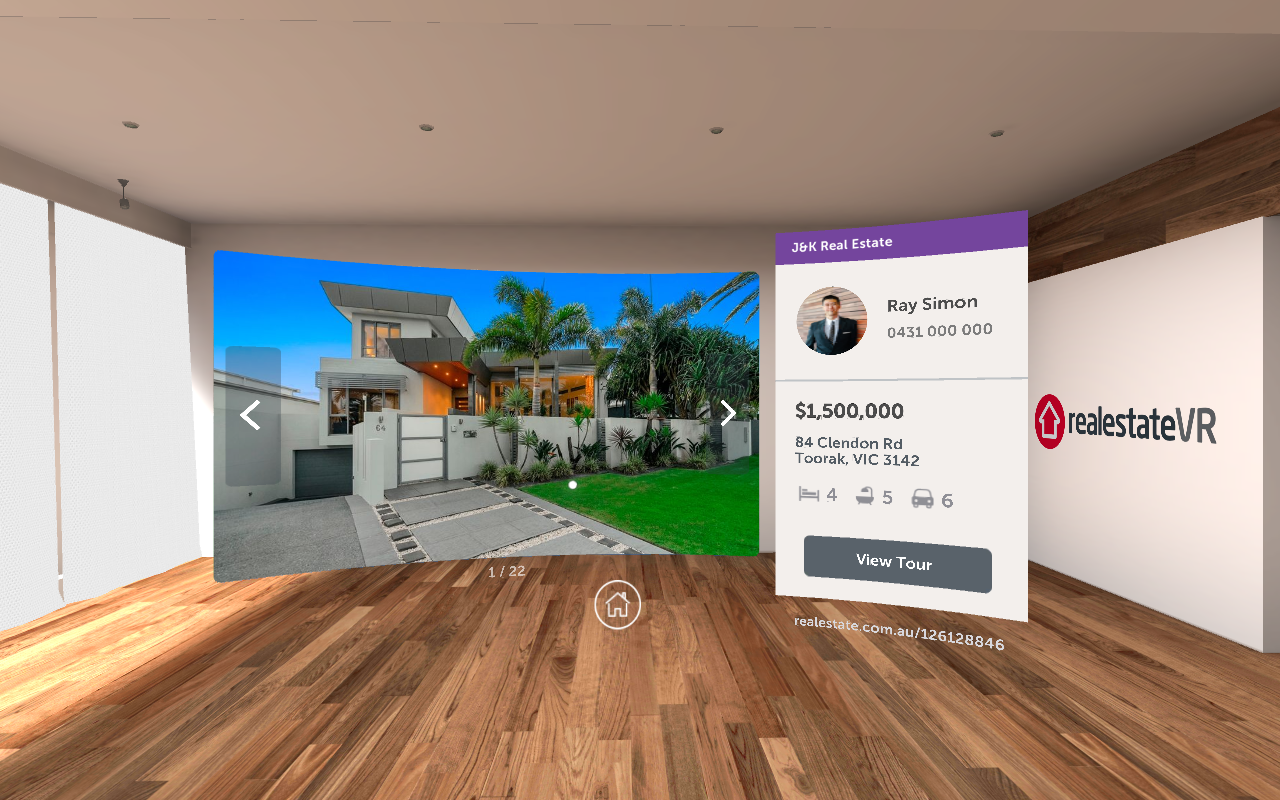 J&K Real Estate
Ray Simon
0431 000 000
$1,500,000
84 Clendon Rd
Toorak, VIC 3142
4 5 6
View Tour
realestate.com.au/126128846
realestateVR
64
1 / 22